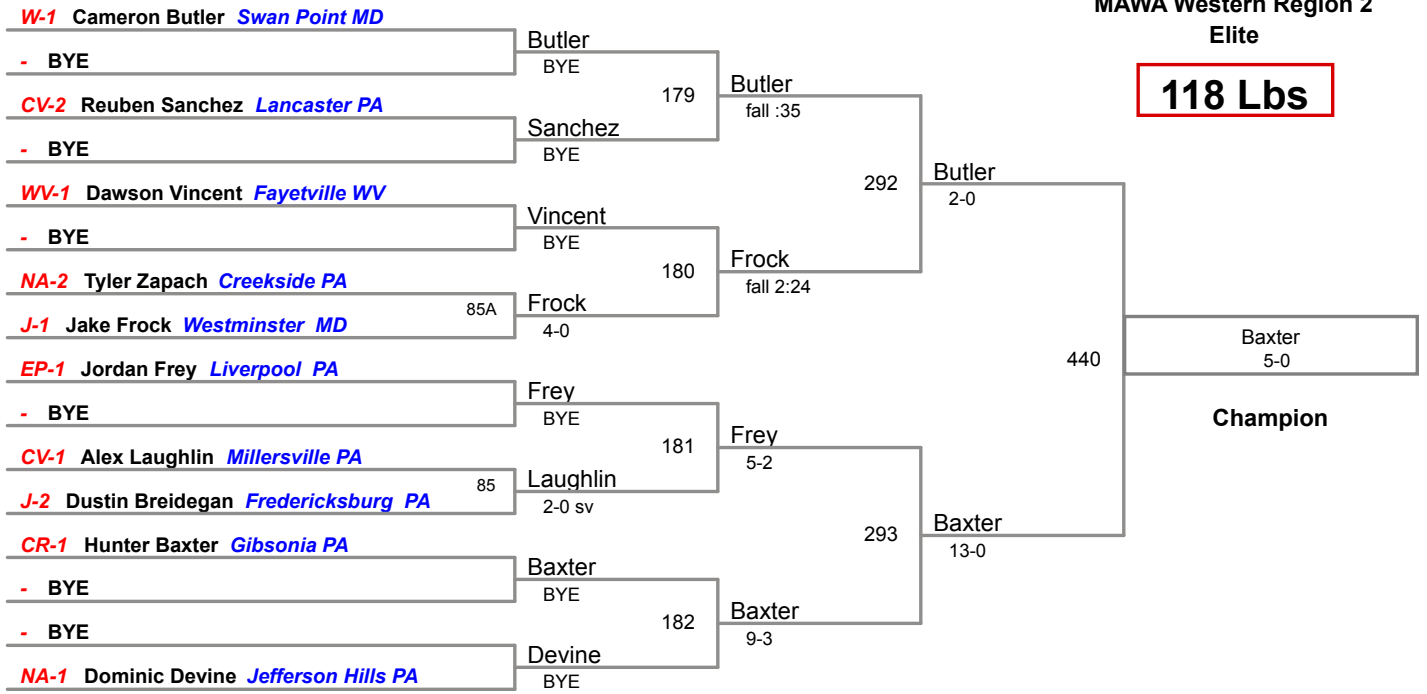 MAWA Western Region 2
Elite
118 Lbs
W-1 Cameron Butler Swan Point MD
- BYE
CV-2 Reuben Sanchez Lancaster PA
- BYE
WV-1 Dawson Vincent Fayetville WV
- BYE
NA-2 Tyler Zapach Creekside PA
J-1 Jake Frock Westminster MD
EP-1 Jordan Frey Liverpool PA
- BYE
CV-1 Alex Laughlin Millersville PA
J-2 Dustin Breidegan Fredericksburg PA
CR-1 Hunter Baxter Gibsonia PA
- BYE
- BYE
NA-1 Dominic Devine Jefferson Hills PA
85A
85
Butler
BYE
Sanchez
BYE
Vincent
BYE
Frock
4-0
Frey
BYE
Laughlin
2-0 sv
Baxter
BYE
Devine
BYE
179
180
181
182
Butler
fall :35
Frock
fall 2:24
Frey
5-2
Baxter
9-3
292
293
Butler
2-0
Baxter
13-0
440
Baxter
5-0
Champion